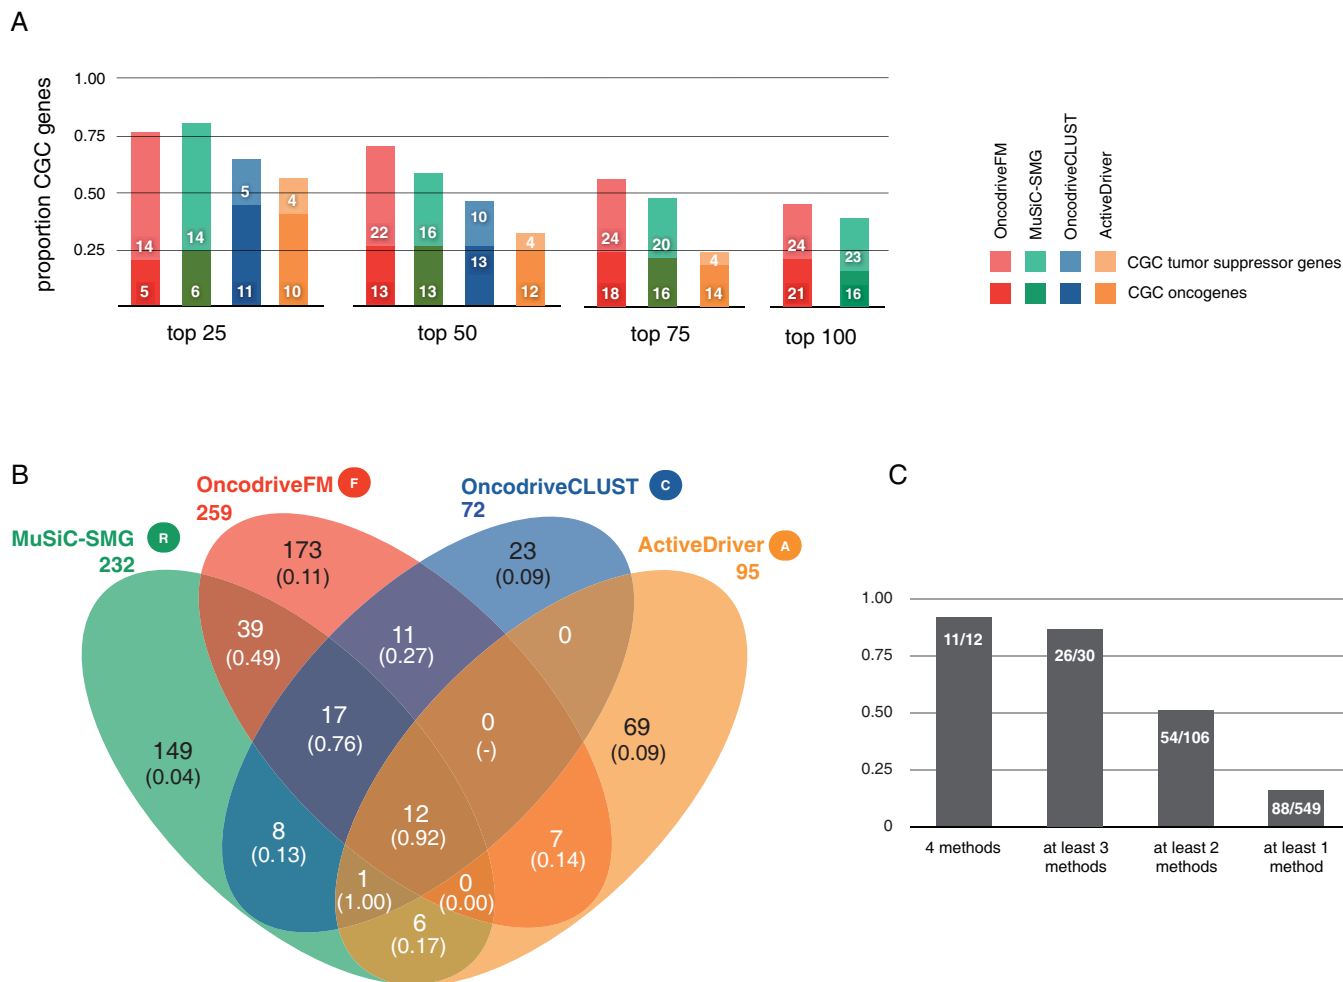 A
proportion CGC genes
1.00
0.75
0.50
0.25
14
5
14
6
5
11
4
10
22
13
16
13
10
13
4
12
24
18
20
16
4
14
24
21
23
16
top 25
top 50
top 75
top 100
OncodriveFM
MuSiC-SMG
OncodriveCLUST
ActiveDriver
CGC tumor suppressor genes
CGC oncogenes
B
MuSiC-SMG R
232
OncodriveFM F
259
OncodriveCLUST C
72
ActiveDriver A
95
173
(0.11)
23
(0.09)
39
(0.49)
11
(0.27)
0
17
(0.76)
0
(-)
69
(0.09)
149
(0.04)
12
(0.92)
8
(0.13)
7
(0.14)
1
(1.00)
0
(0.00)
6
(0.17)
C
1.00
0.75
0.50
0.25
0
11/12
26/30
54/106
88/549
4 methods
at least 3
methods
at least 2
methods
at least 1
method